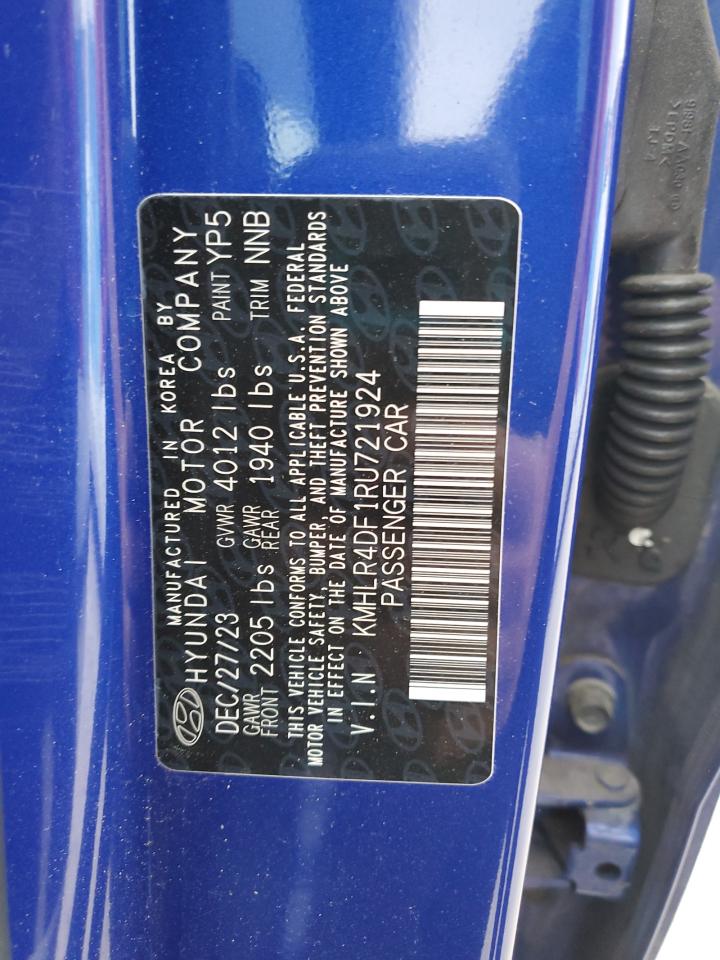 MANUFACTURED IN KOREA BY
HYUNDAI MOTOR COMPANY
DEC/27/23 GVWR 4012 lbs PAINT YP5
GAWR FRONT 2205 lbs GAWR REAR 1940 lbs TRIM NNB
THIS VEHICLE CONFORMS TO ALL APPLICABLE U.S.A. FEDERAL
MOTOR VEHICLE SAFETY, BUMPER, AND THEFT PREVENTION STANDARDS
IN EFFECT ON THE DATE OF MANUFACTURE SHOWN ABOVE
V.I.N : KMHLR4DF1RU721924
PASSENGER CAR
>EPDM<